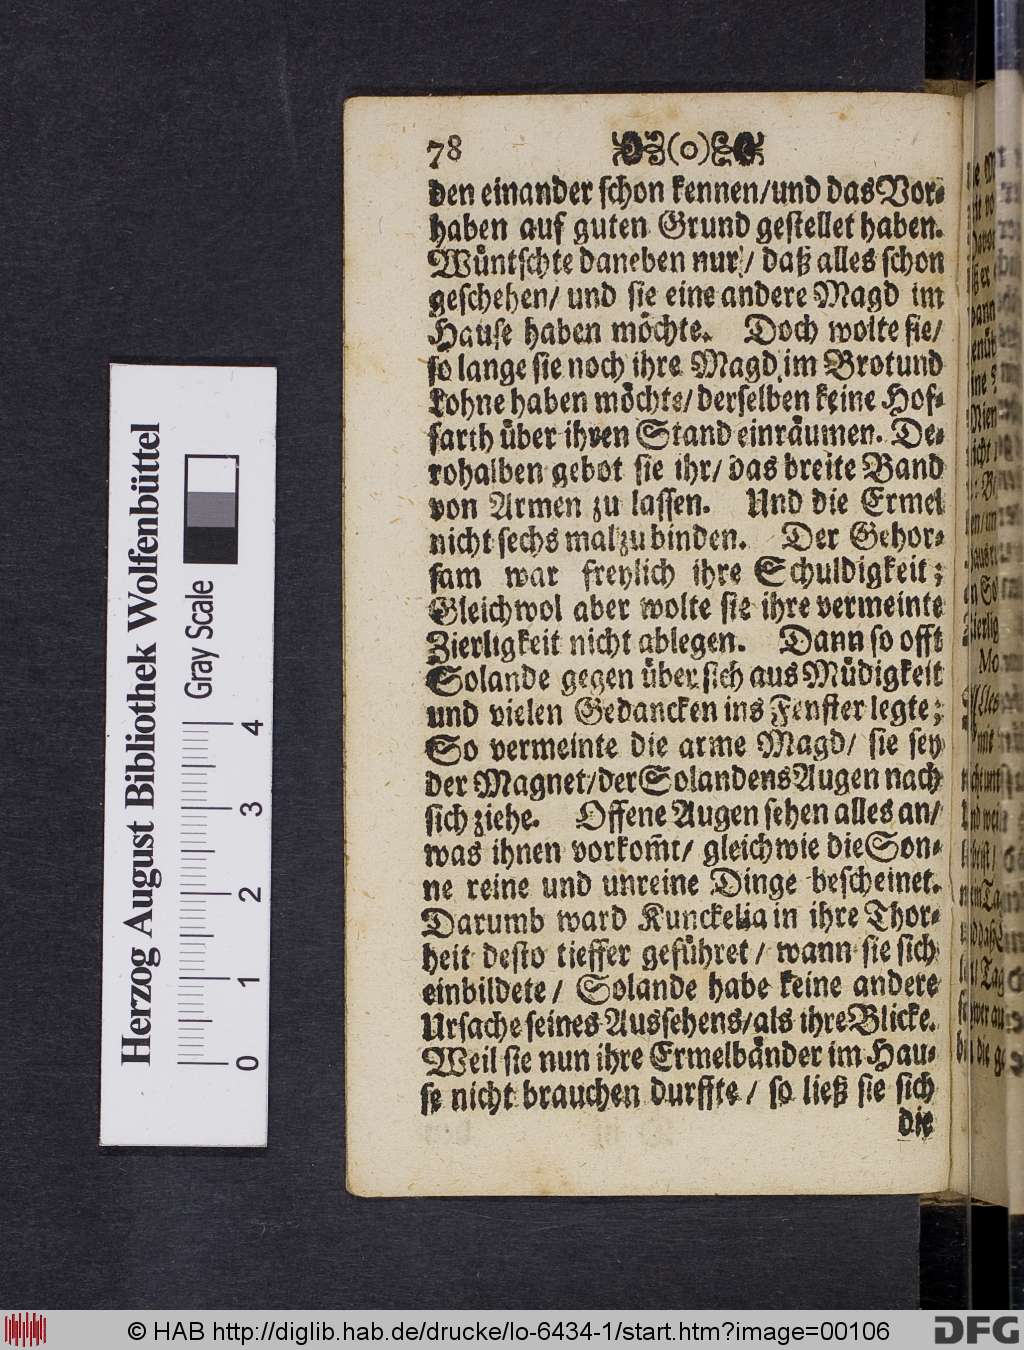 78 (o)
den einander schon kennen/und das Vor-
haben auf guten Grund gestellet haben.
Wüntschte daneben nur/ daß alles schon
geschehen/ und sie eine andere Magd im
Hause haben möchte. Doch wolte sie/
so lange sie noch ihre Magd im Brot und
Lohne haben möchte/ derselben keine Hof-
farth über ihren Stand einräumen. De-
rohalben gebot sie ihr/ das breite Band
von Armen zu lassen. Und die Ermel
nicht sechs mal zu binden. Der Gehor-
sam war freylich ihre Schuldigkeit;
Gleichwol aber wolte sie ihre vermeinte
Zierligkeit nicht ablegen. Dann so offt
Solande gegen über sich aus Müdigkeit
und vielen Gedancken ins Fenster legte;
So vermeinte die arme Magd/ sie sey
der Magnet/der Solandens Augen nach
sich ziehe. Offene Augen sehen alles an/
was ihnen vorkom̃t/ gleich wie die Son-
ne reine und unreine Dinge bescheinet.
Darumb ward Kunckelia in ihre Thor-
heit desto tieffer geführet/ wann sie sich
einbildete/ Solande habe keine andere
Ursache seines Aussehens/als ihre Blicke.
Weil sie nun ihre Ermelbänder im Hau-
se nicht brauchen durffte/ so ließ sie sich
die
Herzog August Bibliothek Wolfenbüttel
Gray Scale
0 1 2 3 4
© HAB http://diglib.hab.de/drucke/lo-6434-1/start.htm?image=00106
DFG